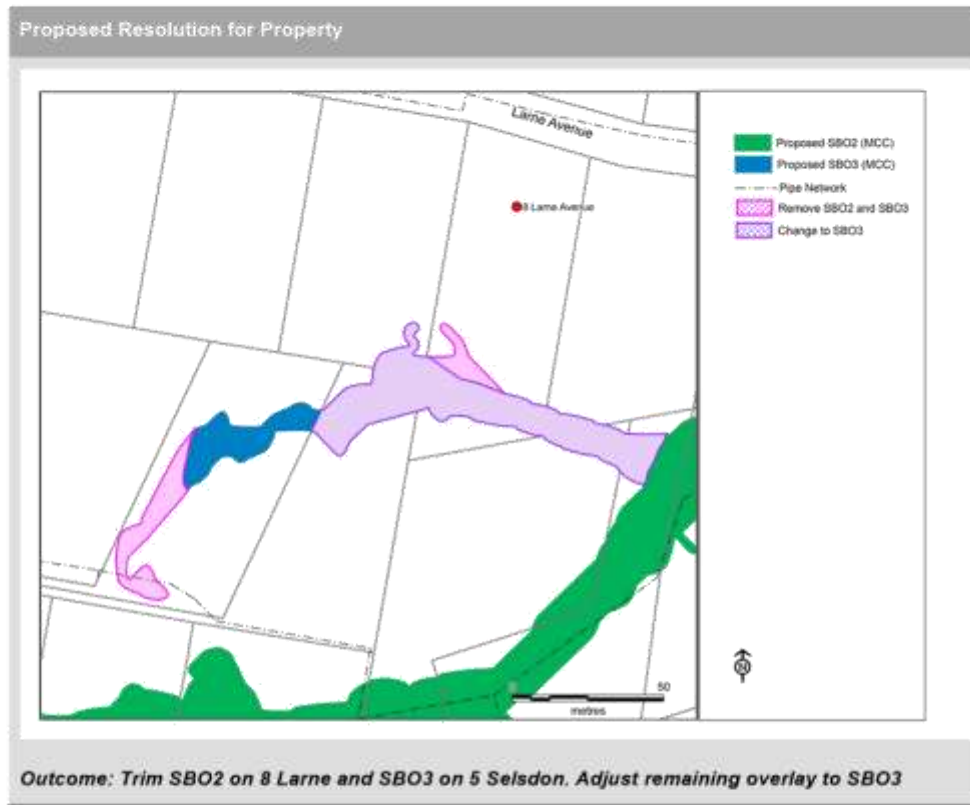 Proposed Resolution for Property
Larne Avenue
8 Larne Avenue
Proposed SBO2 (MCC)
Proposed SBO3 (MCC)
Pipe Network
Remove SBO2 and SBO3
Change to SBO3
N
50
metres
Outcome: Trim SBO2 on 8 Larne and SBO3 on 5 Selsdon. Adjust remaining overlay to SBO3